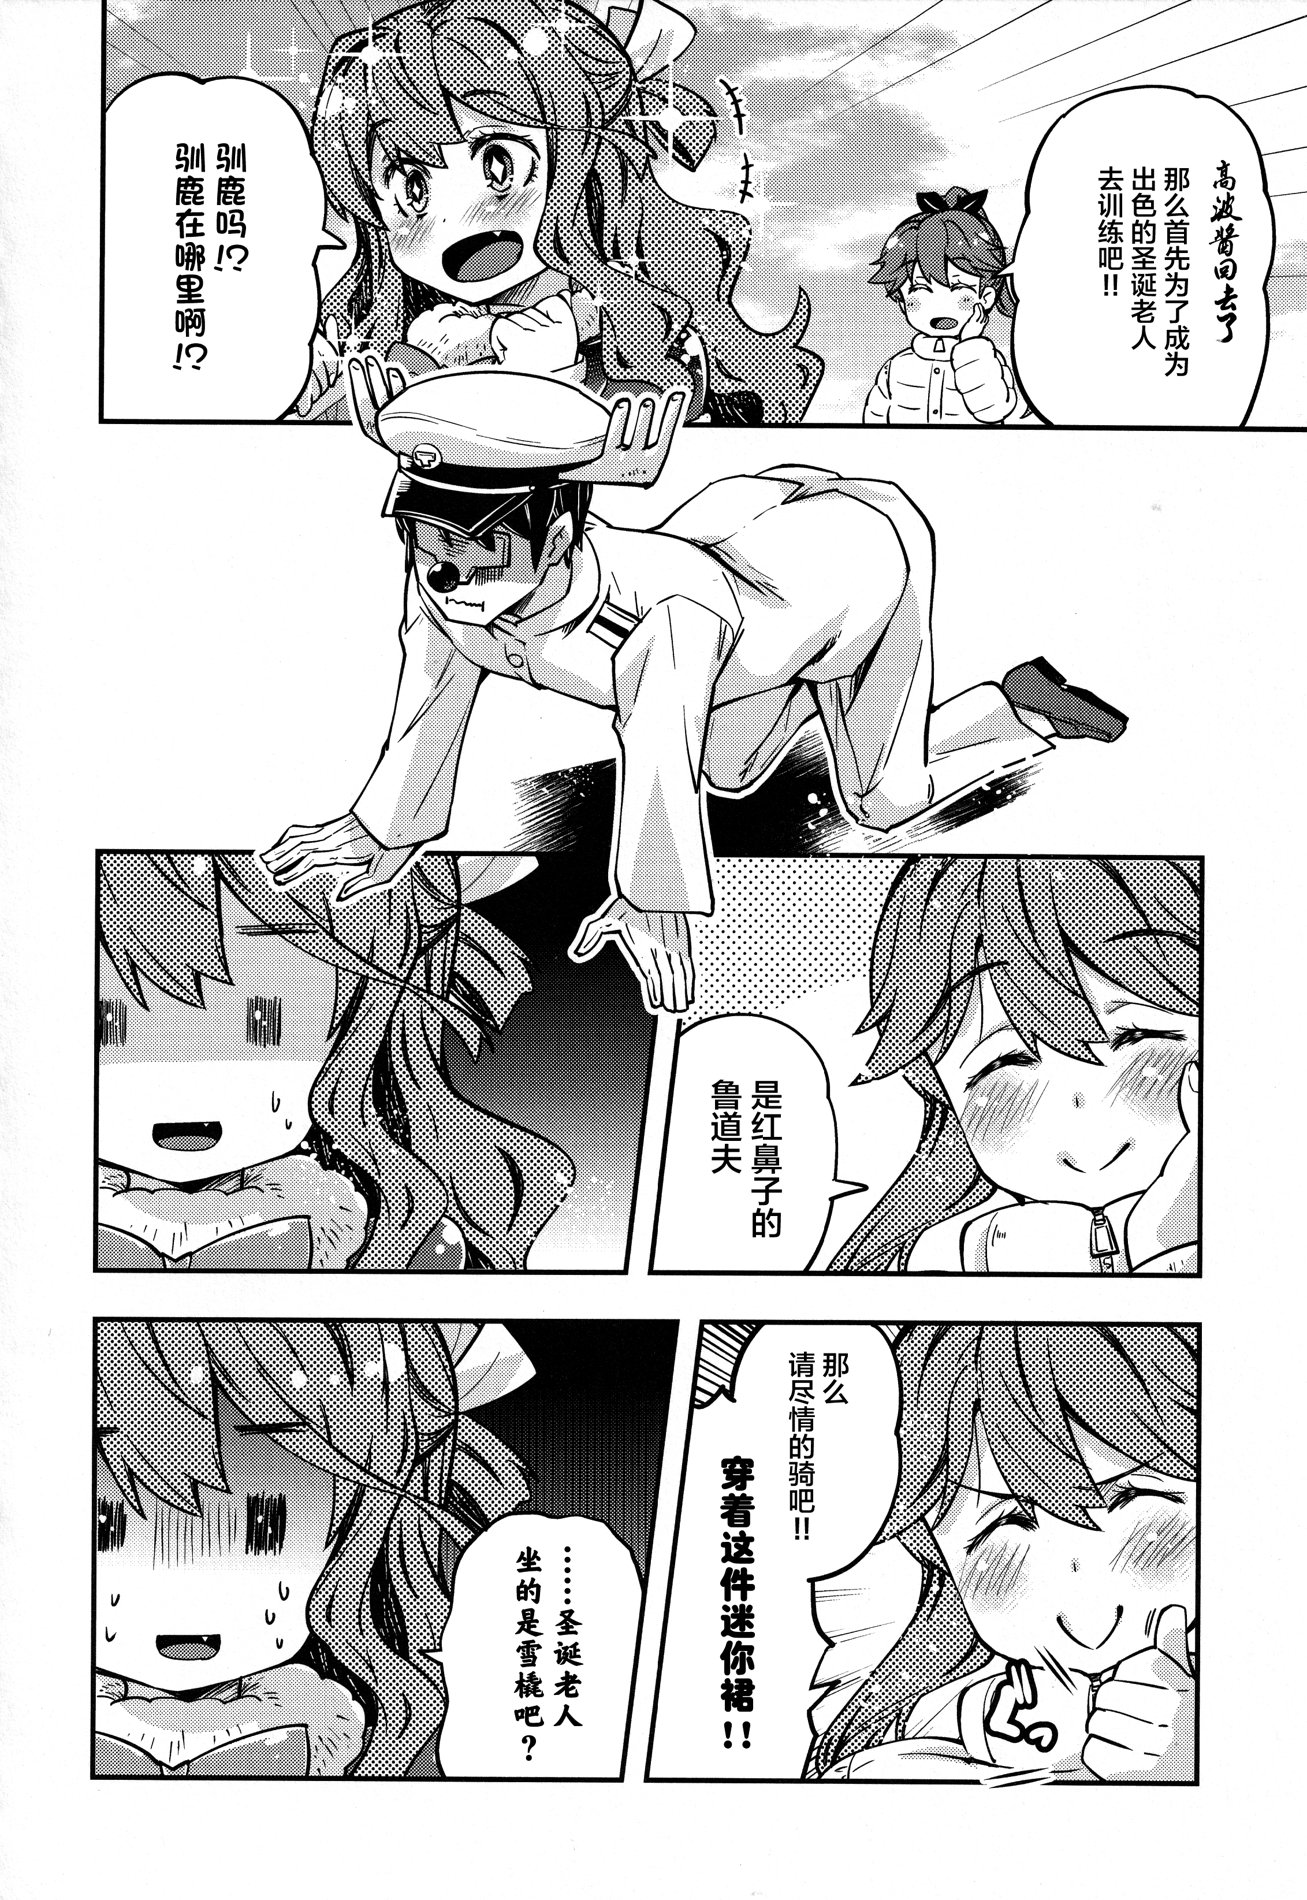 高波酱回去了
那么首先为了成为
出色的圣诞老人
去训练吧!!
驯鹿吗!?
驯鹿在哪里啊!?
是红鼻子的
鲁道夫
那么
请尽情的骑吧!!
穿着这件迷你裙!!
ぐっ
……圣诞老人
坐的是雪橇吧?